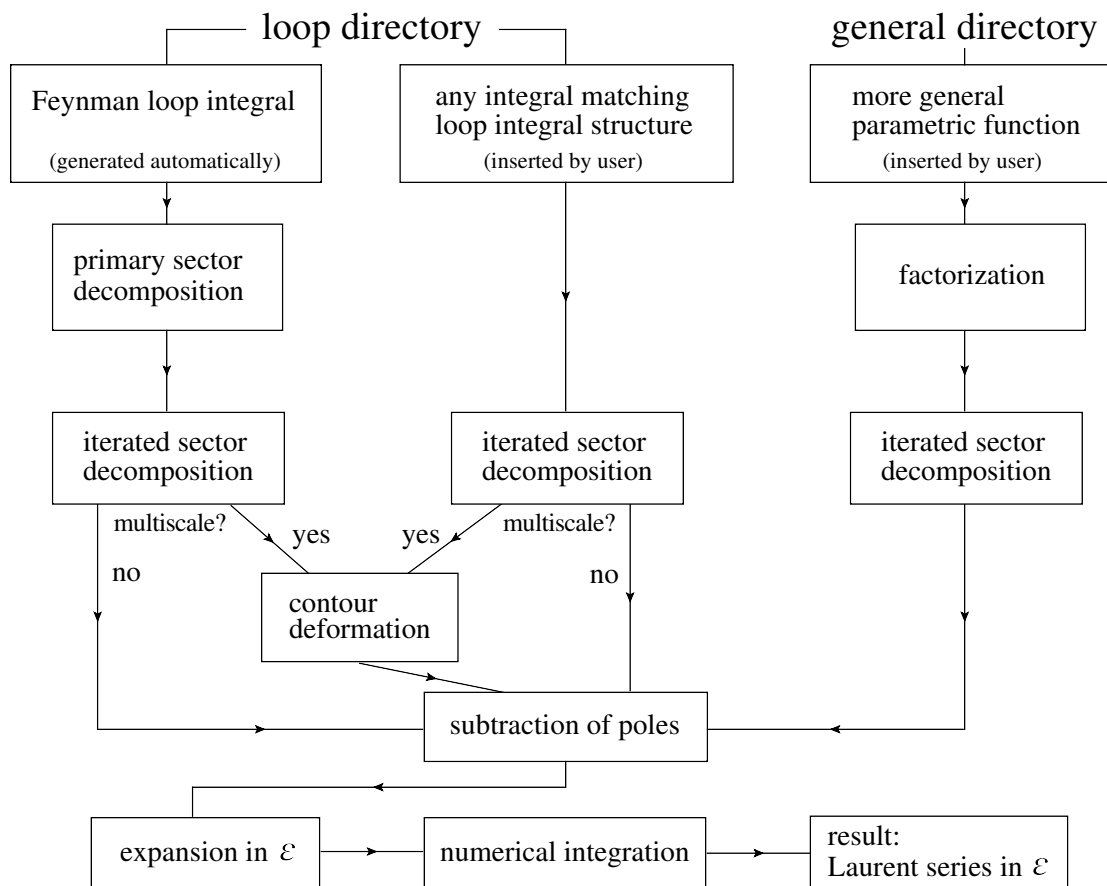 loop directory
general directory
Feynman loop integral
(generated automatically)
any integral matching
loop integral structure
(inserted by user)
more general
parametric function
(inserted by user)
primary sector
decomposition
factorization
iterated sector
decomposition
iterated sector
decomposition
iterated sector
decomposition
multiscale?
yes
yes
multiscale?
no
no
contour
deformation
subtraction of poles
expansion in ε
numerical integration
result:
Laurent series in ε